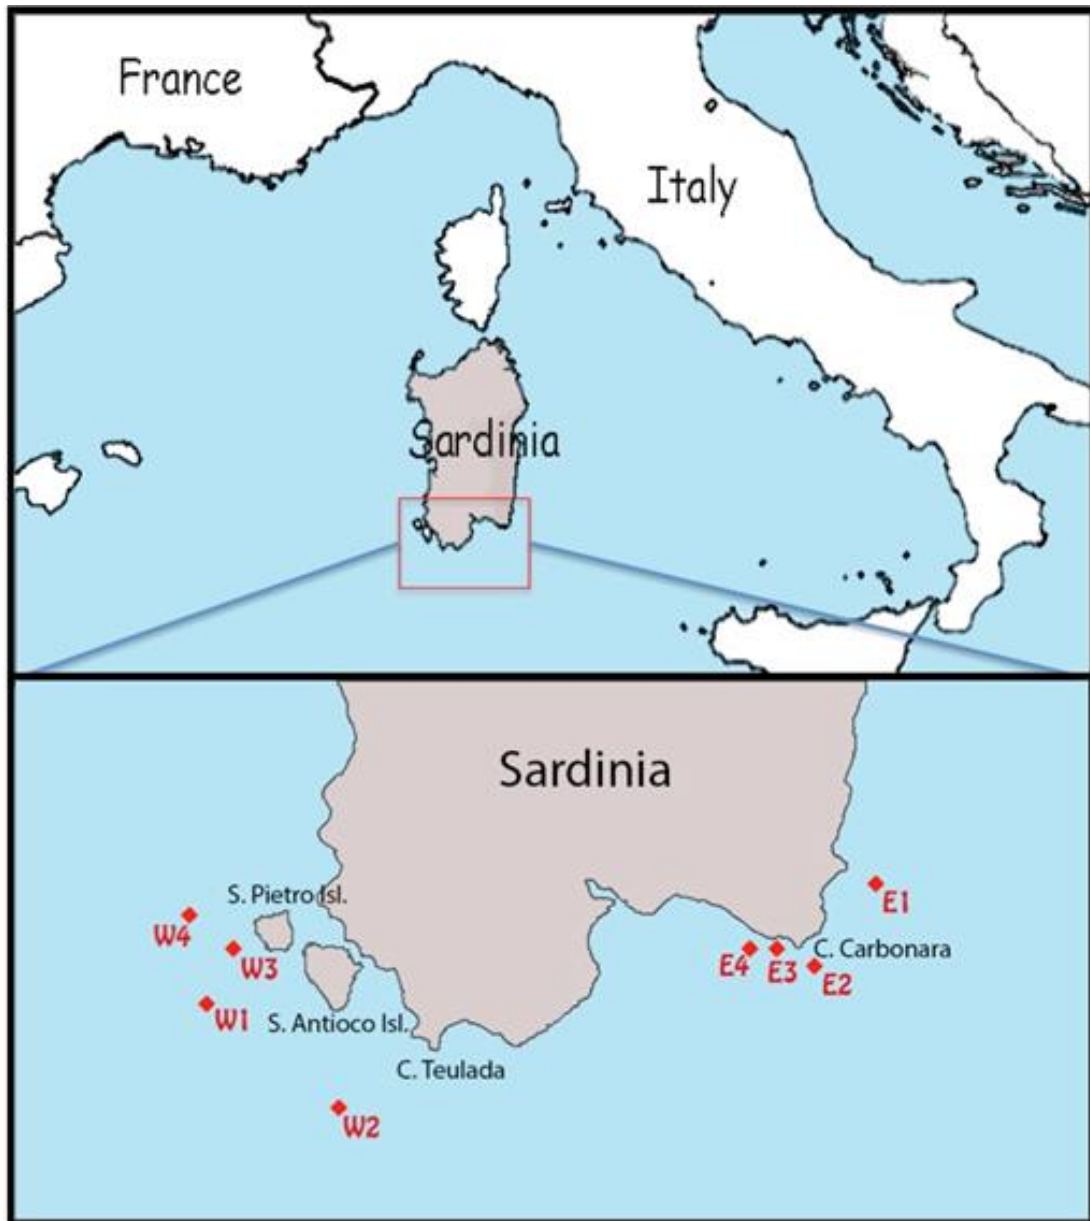 France
Italy
Sardinia
Sardinia
S. Pietro Isl.
E1
W4
C. Carbonara
W3
E4
E3
E2
W1
S. Antioco Isl.
C. Teulada
W2